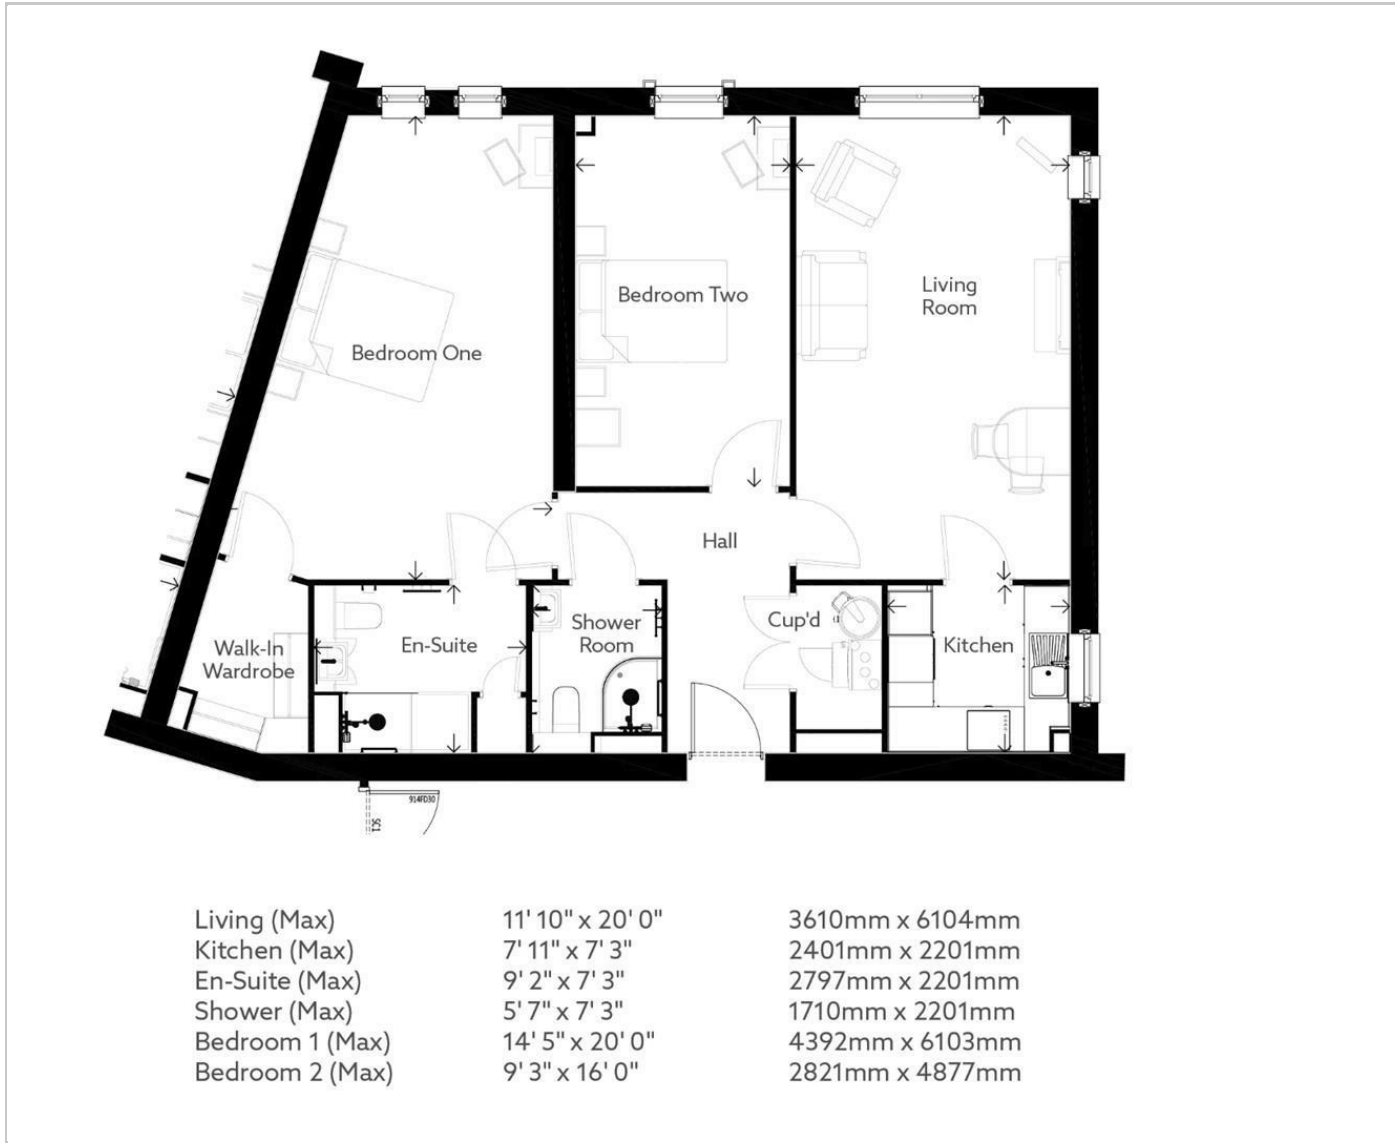 Living
Room
Bedroom Two
Bedroom One
Hall
Cup'd
Shower
Room
En-Suite
Kitchen
Walk-In
Wardrobe
914FD30
SC1
Living (Max) 11' 10" x 20' 0" 3610mm x 6104mm
Kitchen (Max) 7' 11" x 7' 3" 2401mm x 2201mm
En-Suite (Max) 9' 2" x 7' 3" 2797mm x 2201mm
Shower (Max) 5' 7" x 7' 3" 1710mm x 2201mm
Bedroom 1 (Max) 14' 5" x 20' 0" 4392mm x 6103mm
Bedroom 2 (Max) 9' 3" x 16' 0" 2821mm x 4877mm